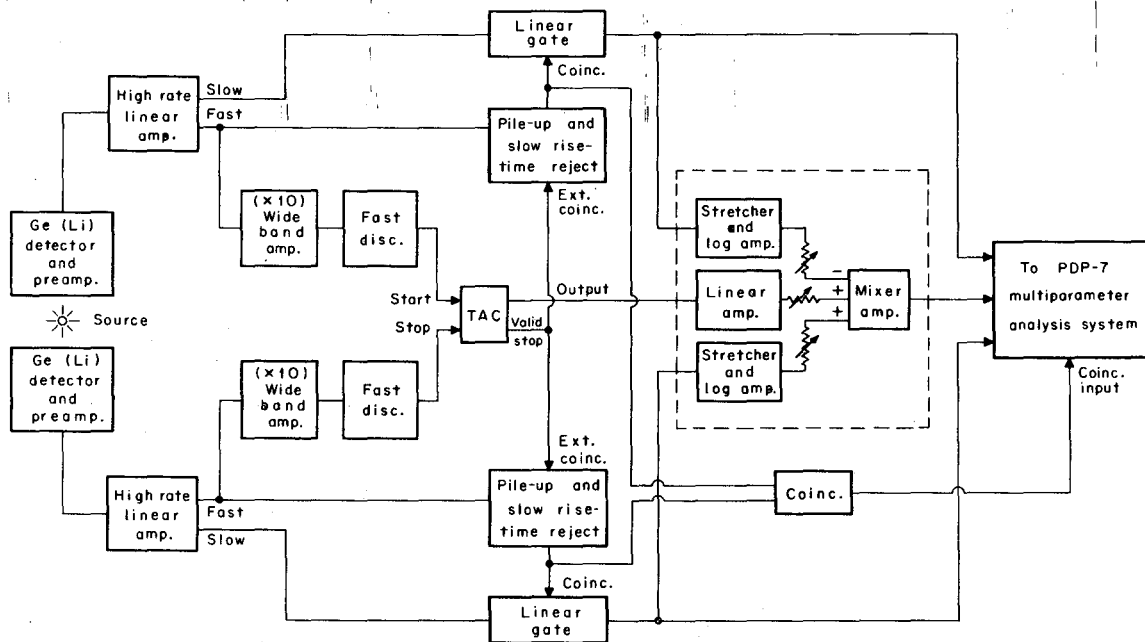 Linear
gate
Coinc.
Slow
Fast
High rate
linear
amp.
Pile-up and
slow rise-
time reject
Ext.
coinc.
(×10)
Wide
band
amp.
Fast
disc.
Ge (Li)
detector
and
preamp.
Source
Start
Stop
TAC
Output
Valid
stop
Stretcher
and
log amp.
Linear
amp.
Stretcher
and
log amp.
−
+
+
Mixer
amp.
To PDP-7
multiparameter
analysis system
Coinc.
input
Ge (Li)
detector
and
preamp.
(×10)
Wide
band
amp.
Fast
disc.
Ext.
coinc.
High rate
linear
amp.
Fast
Slow
Pile-up and
slow rise-
time reject
Coinc.
Coinc.
Linear
gate